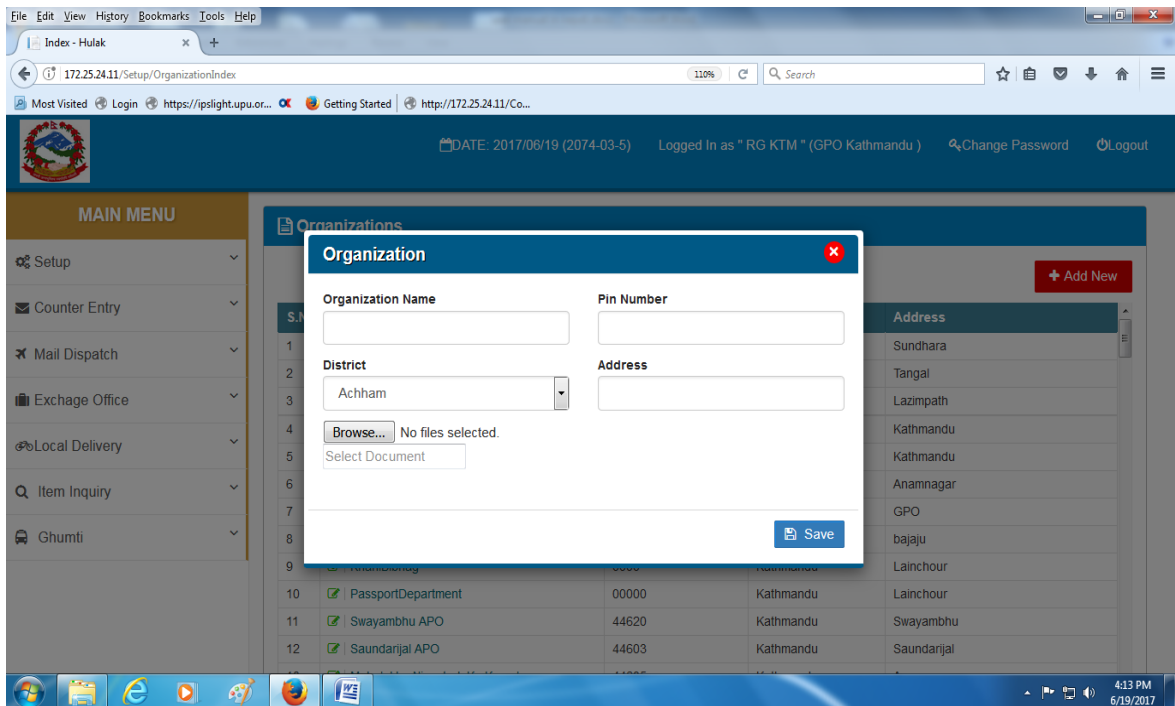 File Edit View History Bookmarks Tools Help
Index - Hulak
172.25.24.11/Setup/OrganizationIndex 110% Search
Most Visited Login https://ipslight.upu.or... Getting Started http://172.25.24.11/Co...
DATE: 2017/06/19 (2074-03-5) Logged In as " RG KTM " (GPO Kathmandu ) Change Password Logout
MAIN MENU
Setup
Counter Entry
Mail Dispatch
Exchage Office
Local Delivery
Item Inquiry
Ghumti
Organizations
Add New
Organization
Organization Name Pin Number
District Address
Achham
Browse... No files selected.
Select Document
Save
Address
1 Sundhara
2 Tangal
3 Lazimpath
4 Kathmandu
5 Kathmandu
6 Anamnagar
7 GPO
8 bajaju
9 Lainchour
10 PassportDepartment 00000 Kathmandu Lainchour
11 Swayambhu APO 44620 Kathmandu Swayambhu
12 Saundarijal APO 44603 Kathmandu Saundarijal
4:13 PM
6/19/2017